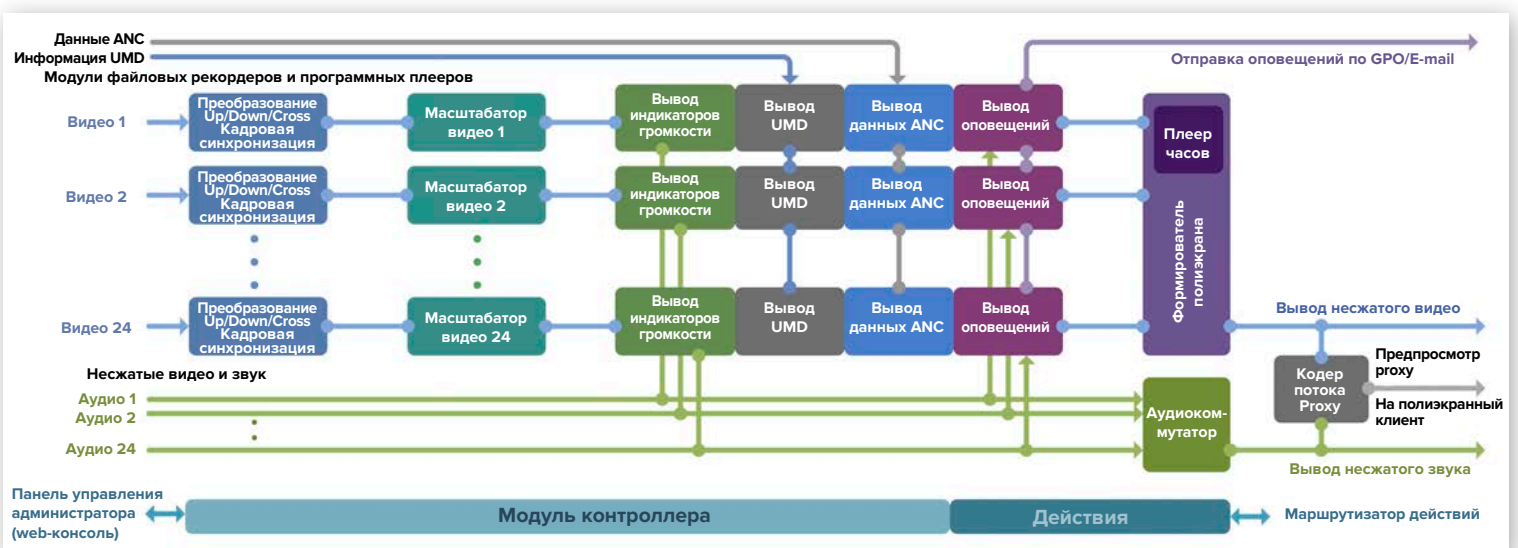 Данные ANC
Информация UMD
Отправка оповещений по GPO/E-mail
Модули файловых рекордеров и программных плееров
Видео 1
Преобразование
Up/Down/Cross
Кадровая
синхронизация
Масштабатор
видео 1
Вывод
индикаторов
громкости
Вывод
UMD
Вывод
данных ANC
Вывод
оповещений
Плеер
часов
Видео 2
Преобразование
Up/Down/Cross
Кадровая
синхронизация
Масштабатор
видео 2
Вывод
индикаторов
громкости
Вывод
UMD
Вывод
данных ANC
Вывод
оповещений
Формирователь
полиэкрана
Видео 24
Преобразование
Up/Down/Cross
Кадровая
синхронизация
Масштабатор
видео 24
Вывод
индикаторов
громкости
Вывод
UMD
Вывод
данных ANC
Вывод
оповещений
Вывод несжатого видео
Кодер
потока
Proxy
Предпросмотр
proxy
На полиэкранный
клиент
Несжатые видео и звук
Аудио 1
Аудио 2
Аудио 24
Аудиоком-
мутатор
Вывод несжатого звука
Панель управления
администратора
(web-консоль)
Модуль контроллера
Действия
Маршрутизатор действий